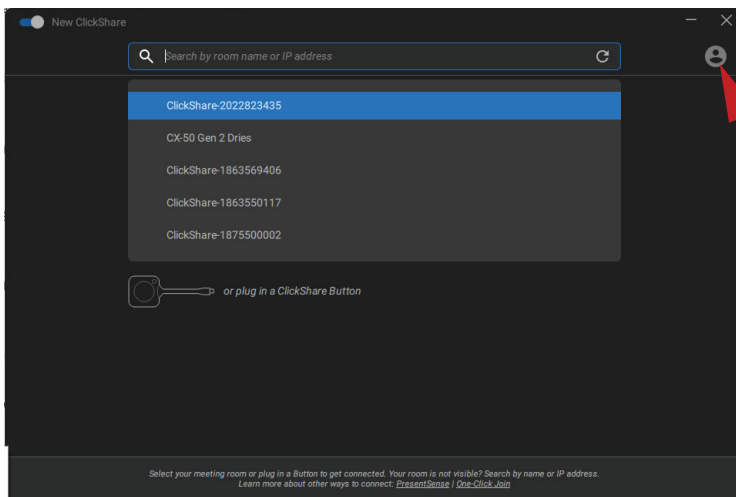 New ClickShare
Search by room name or IP address
ClickShare-2022823435
CX-50 Gen 2 Dries
ClickShare-1863569406
ClickShare-1863550117
ClickShare-1875500002
or plug in a ClickShare Button
Select your meeting room or plug in a Button to get connected. Your room is not visible? Search by name or IP address.
Learn more about other ways to connect: PresentSense | One-Click Join